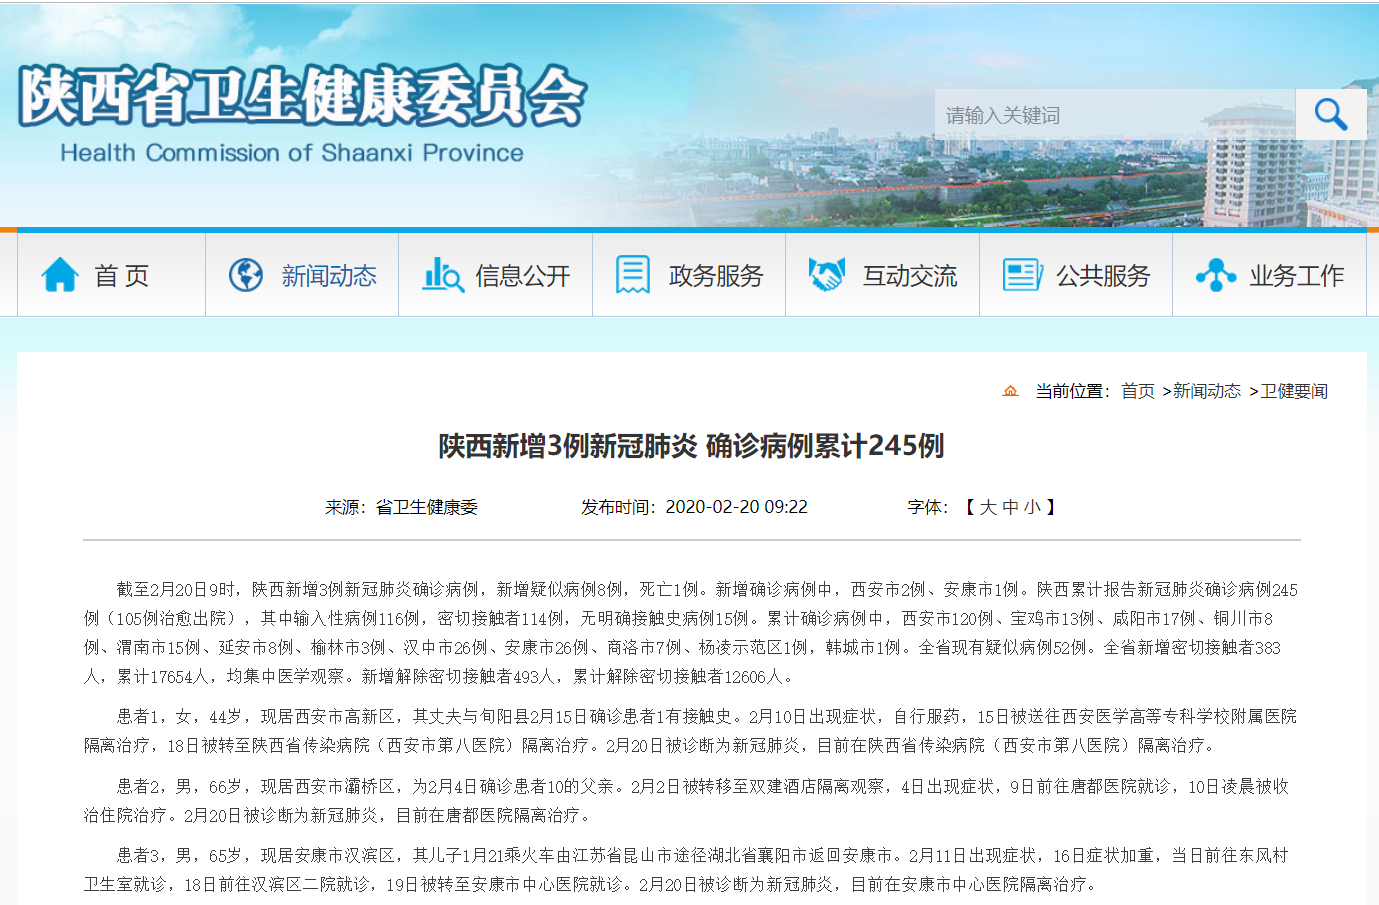 陕西省卫生健康委员会
Health Commission of Shaanxi Province
请输入关键词
首 页 新闻动态 信息公开 政务服务 互动交流 公共服务 业务工作
当前位置： 首页 >新闻动态 >卫健要闻
陕西新增3例新冠肺炎 确诊病例累计245例
来源：省卫生健康委 发布时间：2020-02-20 09:22 字体：【 大 中 小 】
截至2月20日9时，陕西新增3例新冠肺炎确诊病例，新增疑似病例8例，死亡1例。新增确诊病例中，西安市2例、安康市1例。陕西累计报告新冠肺炎确诊病例245
例（105例治愈出院），其中输入性病例116例，密切接触者114例，无明确接触史病例15例。累计确诊病例中，西安市120例、宝鸡市13例、咸阳市17例、铜川市8
例、渭南市15例、延安市8例、榆林市3例、汉中市26例、安康市26例、商洛市7例、杨凌示范区1例，韩城市1例。全省现有疑似病例52例。全省新增密切接触者383
人，累计17654人，均集中医学观察。新增解除密切接触者493人，累计解除密切接触者12606人。
患者1，女，44岁，现居西安市高新区，其丈夫与旬阳县2月15日确诊患者1有接触史。2月10日出现症状，自行服药，15日被送往西安医学高等专科学校附属医院
隔离治疗，18日被转至陕西省传染病院（西安市第八医院）隔离治疗。2月20日被诊断为新冠肺炎，目前在陕西省传染病院（西安市第八医院）隔离治疗。
患者2，男，66岁，现居西安市灞桥区，为2月4日确诊患者10的父亲。2月2日被转移至双建酒店隔离观察，4日出现症状，9日前往唐都医院就诊，10日凌晨被收
治住院治疗。2月20日被诊断为新冠肺炎，目前在唐都医院隔离治疗。
患者3，男，65岁，现居安康市汉滨区，其儿子1月21乘火车由江苏省昆山市途径湖北省襄阳市返回安康市。2月11日出现症状，16日症状加重，当日前往东风村
卫生室就诊，18日前往汉滨区二院就诊，19日被转至安康市中心医院就诊。2月20日被诊断为新冠肺炎，目前在安康市中心医院隔离治疗。